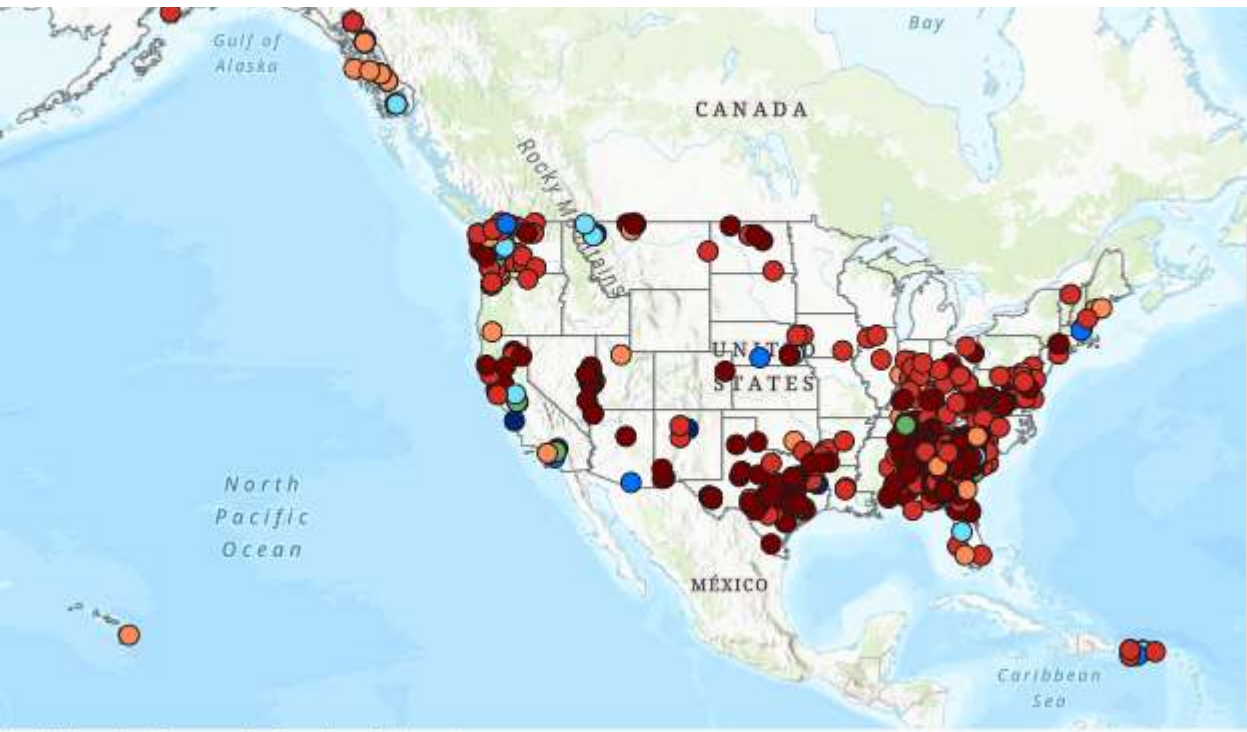 Bay
Gulf of
Alaska
CANADA
Rocky Mountains
UNITED
STATES
North
Pacific
Ocean
MÉXICO
Caribbean
Sea